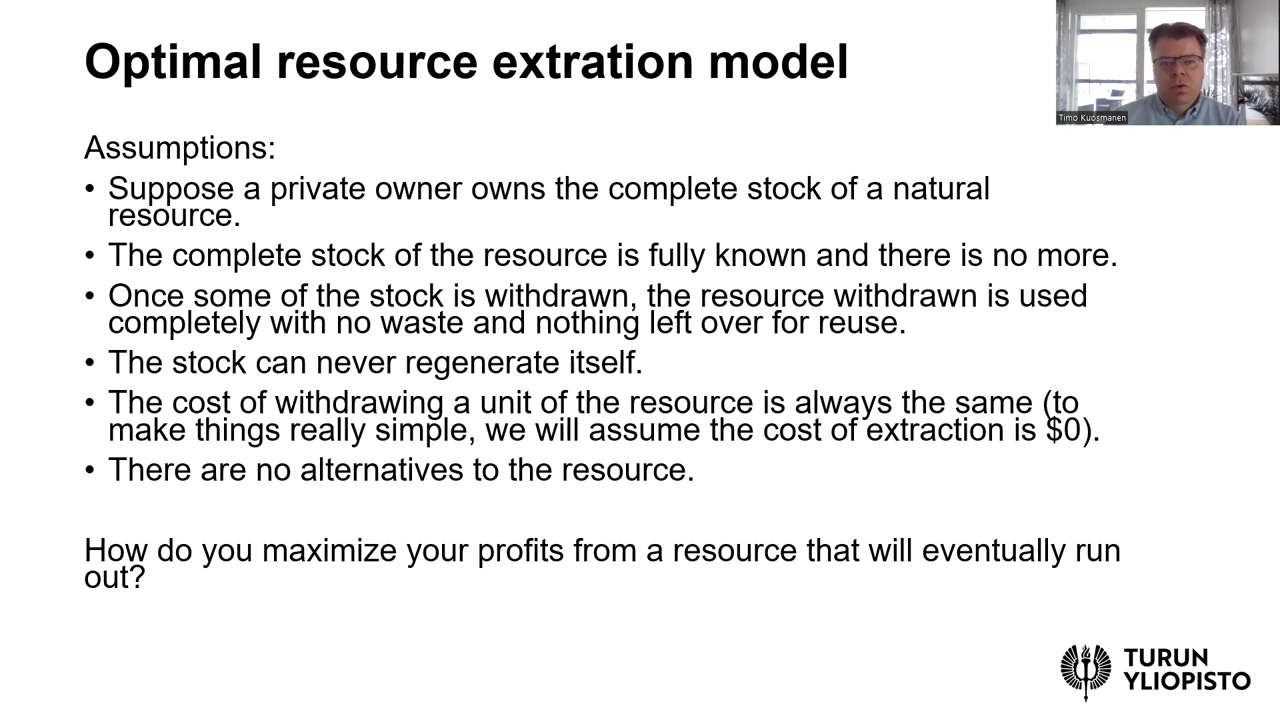 Optimal resource extration model
Timo Kuosmanen
Assumptions:
• Suppose a private owner owns the complete stock of a natural
resource.
• The complete stock of the resource is fully known and there is no more.
• Once some of the stock is withdrawn, the resource withdrawn is used
completely with no waste and nothing left over for reuse.
• The stock can never regenerate itself.
• The cost of withdrawing a unit of the resource is always the same (to
make things really simple, we will assume the cost of extraction is $0).
• There are no alternatives to the resource.
How do you maximize your profits from a resource that will eventually run
out?
TURUN
YLIOPISTO